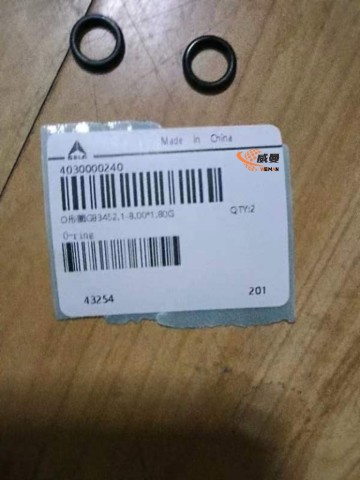 Made in China
SDLG
威曼
4030000240
O形圈GB3452.1-8.00*1.80G
QTY:2
O-ring
43254
201